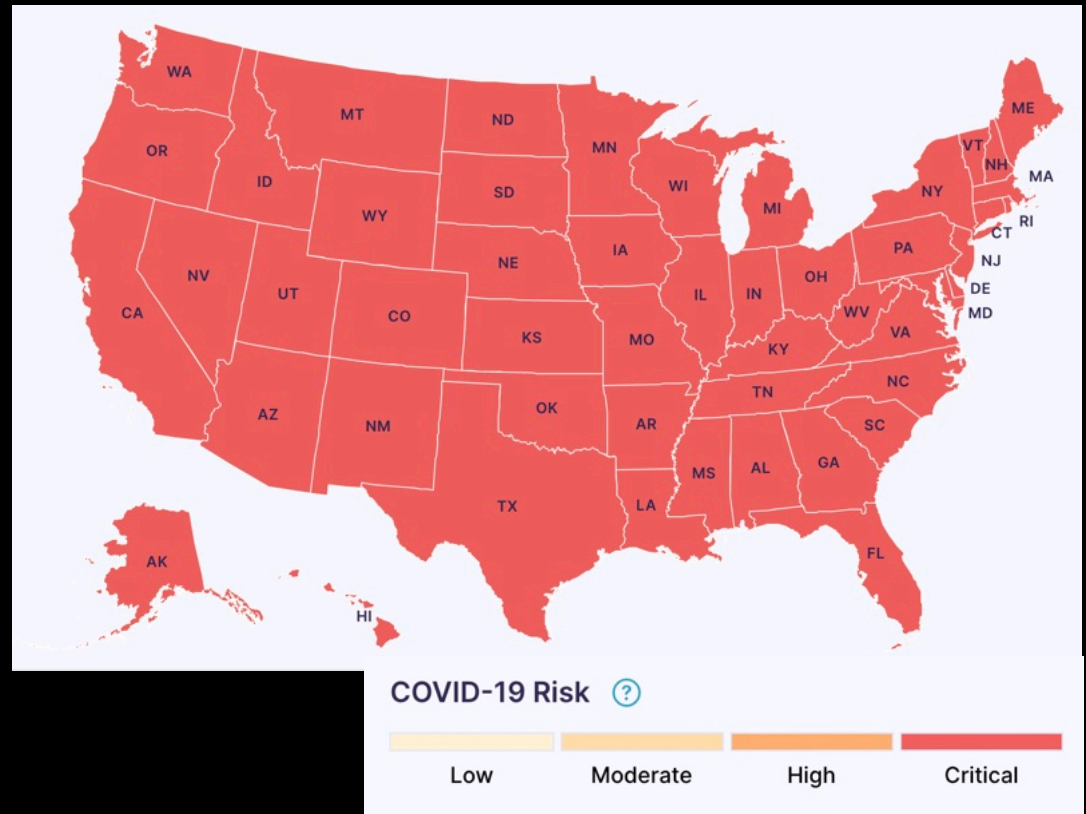 WA
MT
ND
MN
ME
OR
ID
SD
WI
VT
NH
MA
WY
MI
NY
RI
CT
NV
NE
IA
PA
NJ
UT
CO
IL
IN
OH
DE
CA
WV
MD
KS
MO
KY
VA
AZ
NM
OK
TN
NC
AR
SC
TX
MS
AL
GA
LA
AK
FL
HI
COVID-19 Risk ?
Low Moderate High Critical